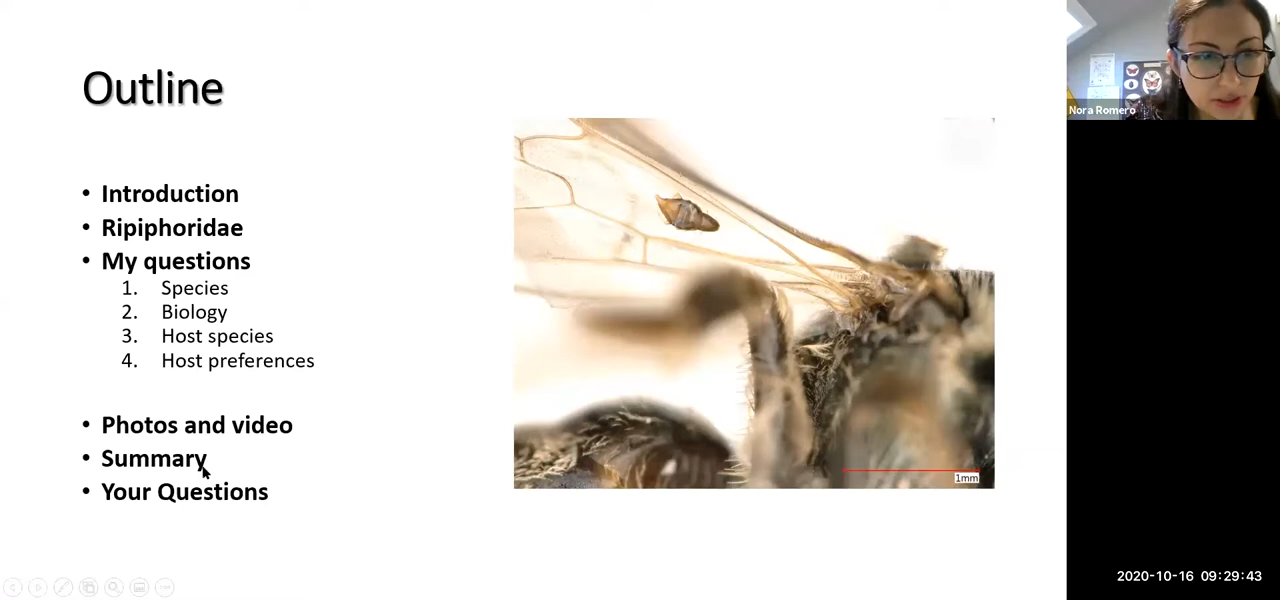 Outline
• Introduction
• Ripiphoridae
• My questions
1. Species
2. Biology
3. Host species
4. Host preferences
• Photos and video
• Summary
• Your Questions
1mm
Nora Romero
2020-10-16 09:29:43